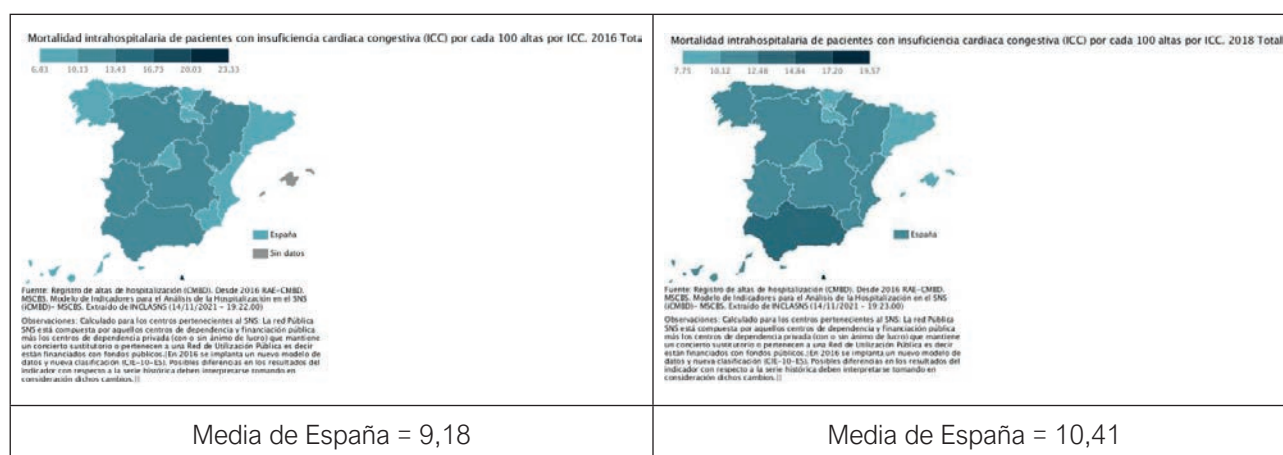 Mortalidad intrahospitalaria de pacientes con insuficiencia cardiaca congestiva (ICC) por cada 100 altas por ICC. 2016 Tota
6.83 10.13 13.43 16.73 20.03 23.33
España
Sin datos
Fuente: Registro de altas de hospitalización (CMBD). Desde 2016 RAE-CMBD.
MSCBS. Modelo de Indicadores para el Análisis de la Hospitalización en el SNS
(iCMBD)- MSCBS. Extraído de INCLASNS (14/11/2021 - 19:22:00)
Observaciones: Calculado para los centros pertenecientes al SNS: La red Pública
SNS está compuesta por aquellos centros de dependencia y financiación pública
más los centros de dependencia privada (con o sin ánimo de lucro) que mantiene
un concierto sustitutorio o pertenecen a una Red de Utilización Pública es decir
están financiados con fondos públicos.|(En 2016 se implanta un nuevo modelo de
datos y nueva clasificación (CIE-10-ES). Posibles diferencias en los resultados del
indicador con respecto a la serie histórica deben interpretarse tomando en
consideración dichos cambios.||
Media de España = 9,18
Mortalidad intrahospitalaria de pacientes con insuficiencia cardiaca congestiva (ICC) por cada 100 altas por ICC. 2018 Total
7.75 10.12 12.48 14.84 17.20 19.57
España
Fuente: Registro de altas de hospitalización (CMBD). Desde 2016 RAE-CMBD.
MSCBS. Modelo de Indicadores para el Análisis de la Hospitalización en el SNS
(iCMBD)- MSCBS. Extraído de INCLASNS (14/11/2021 - 19:23:00)
Observaciones: Calculado para los centros pertenecientes al SNS: La red Pública
SNS está compuesta por aquellos centros de dependencia y financiación pública
más los centros de dependencia privada (con o sin ánimo de lucro) que mantiene
un concierto sustitutorio o pertenecen a una Red de Utilización Pública es decir
están financiados con fondos públicos.|(En 2016 se implanta un nuevo modelo de
datos y nueva clasificación (CIE-10-ES). Posibles diferencias en los resultados del
indicador con respecto a la serie histórica deben interpretarse tomando en
consideración dichos cambios.||
Media de España = 10,41